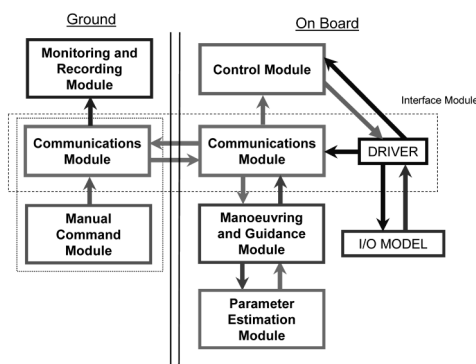 Ground
On Board
Monitoring and
Recording
Module
Control Module
Interface Module
Communications
Module
Communications
Module
DRIVER
Manual
Command
Module
Manoeuvring
and Guidance
Module
I/O MODEL
Parameter
Estimation
Module